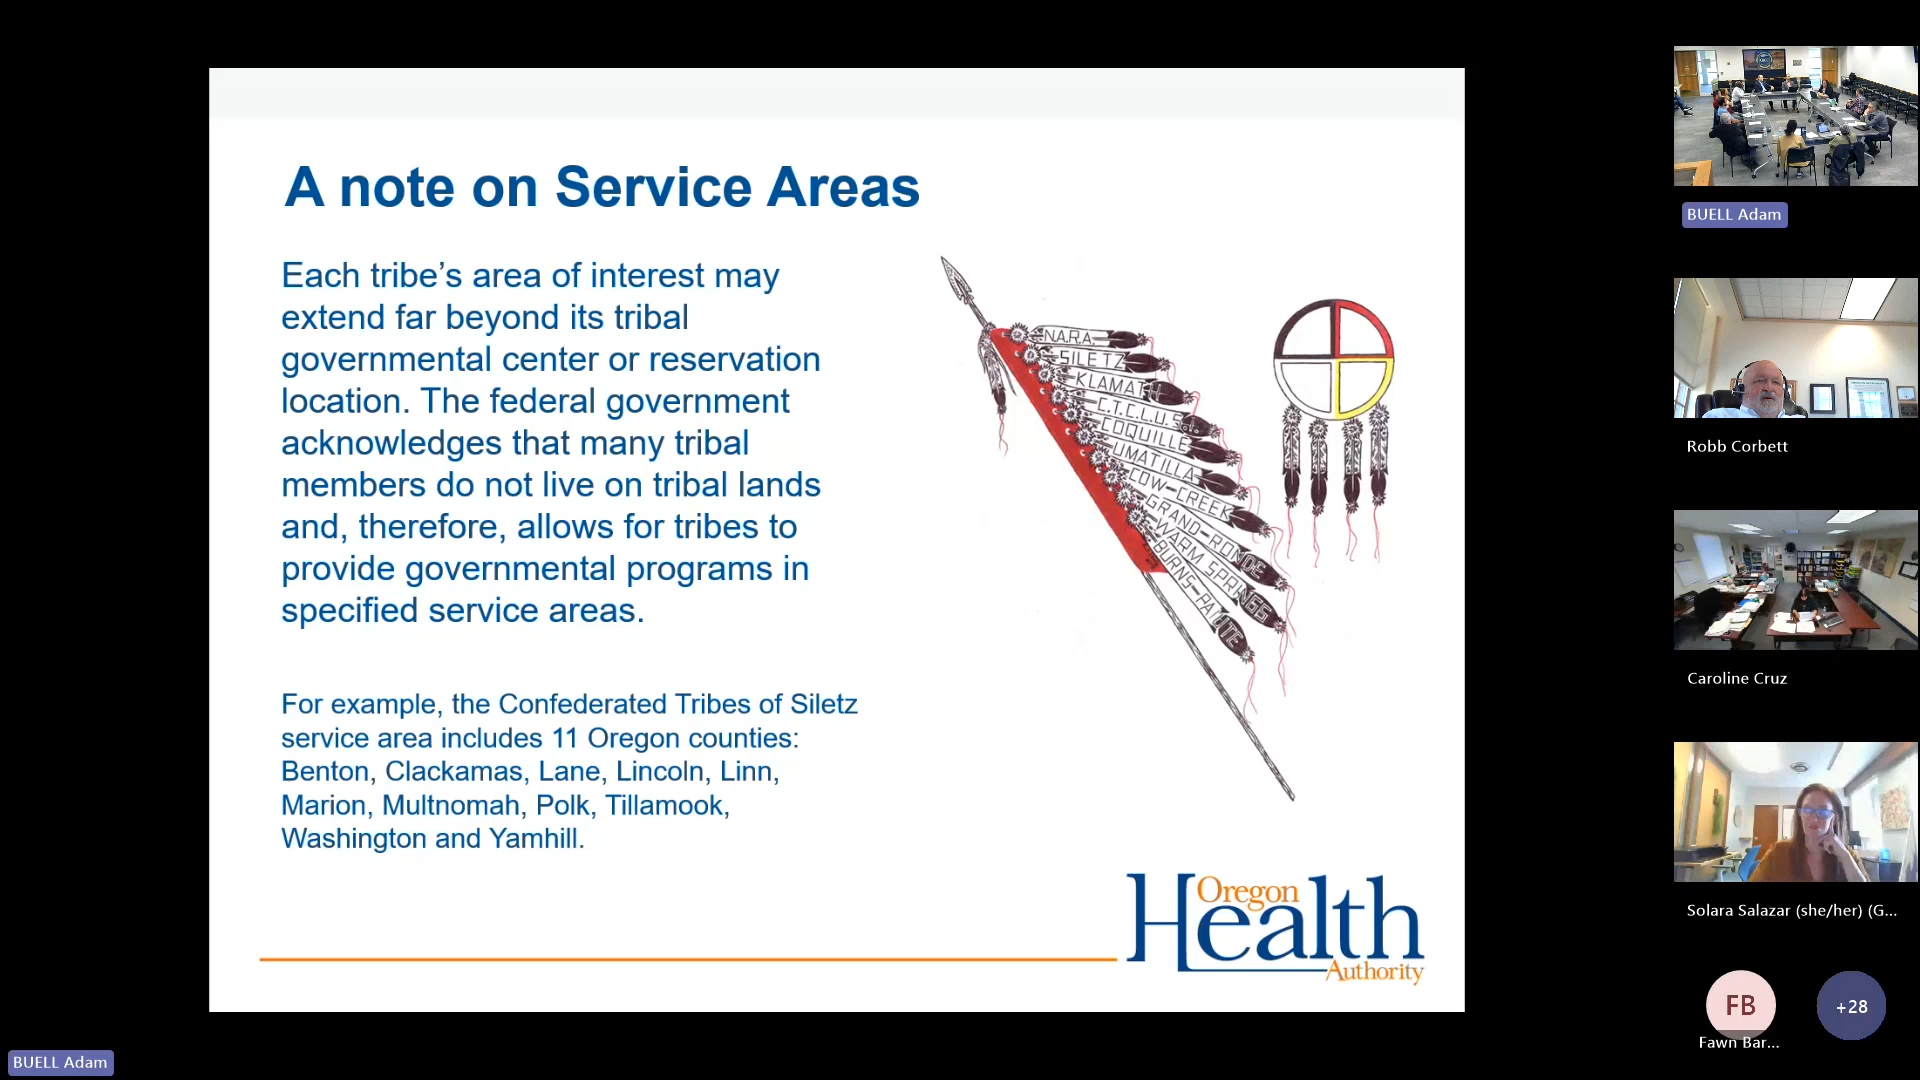 A note on Service Areas
Each tribe’s area of interest may
extend far beyond its tribal
governmental center or reservation
location. The federal government
acknowledges that many tribal
members do not live on tribal lands
and, therefore, allows for tribes to
provide governmental programs in
specified service areas.
For example, the Confederated Tribes of Siletz
service area includes 11 Oregon counties:
Benton, Clackamas, Lane, Lincoln, Linn,
Marion, Multnomah, Polk, Tillamook,
Washington and Yamhill.
N.A.R.A.
SILETZ
KLAMATH
C.T.C.L.U.S.I.
COQUILLE
UMATILLA
COW-CREEK
GRAND-RONDE
WARM SPRINGS
BURNS-PAIUTE
Oregon
Health
Authority
BUELL Adam
Robb Corbett
Caroline Cruz
Solara Salazar (she/her) (G...
FB
+28
Fawn Bar...
BUELL Adam